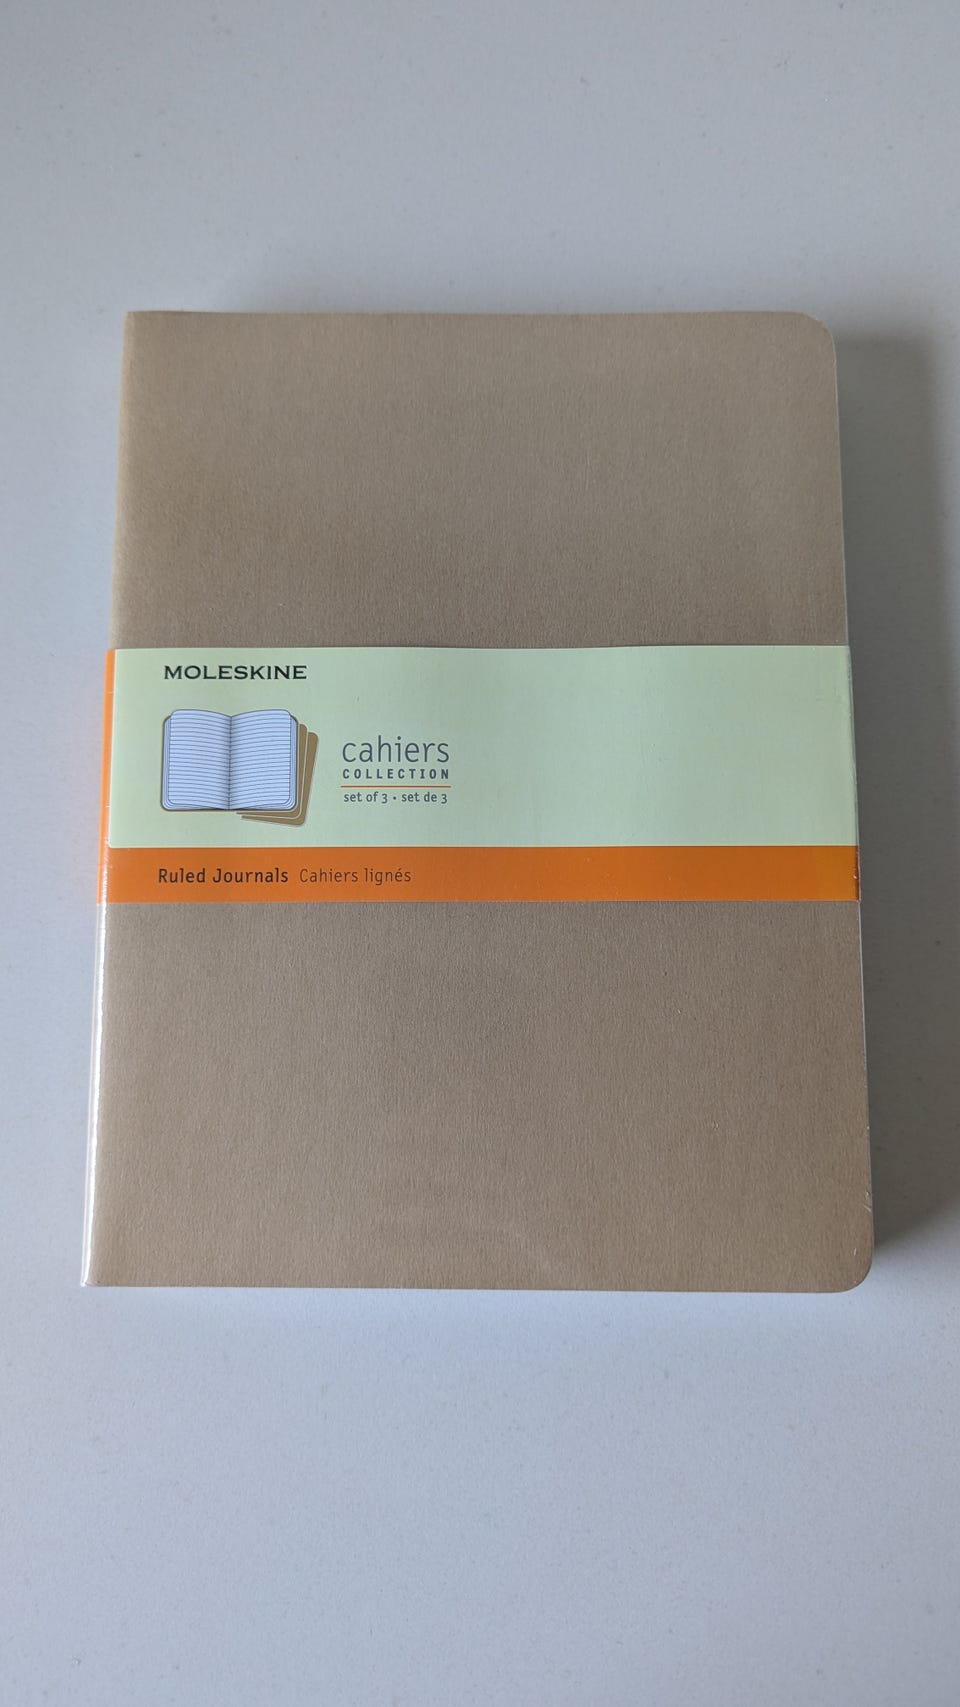 MOLESKINE
cahiers
COLLECTION
set of 3 • set de 3
Ruled Journals Cahiers lignés